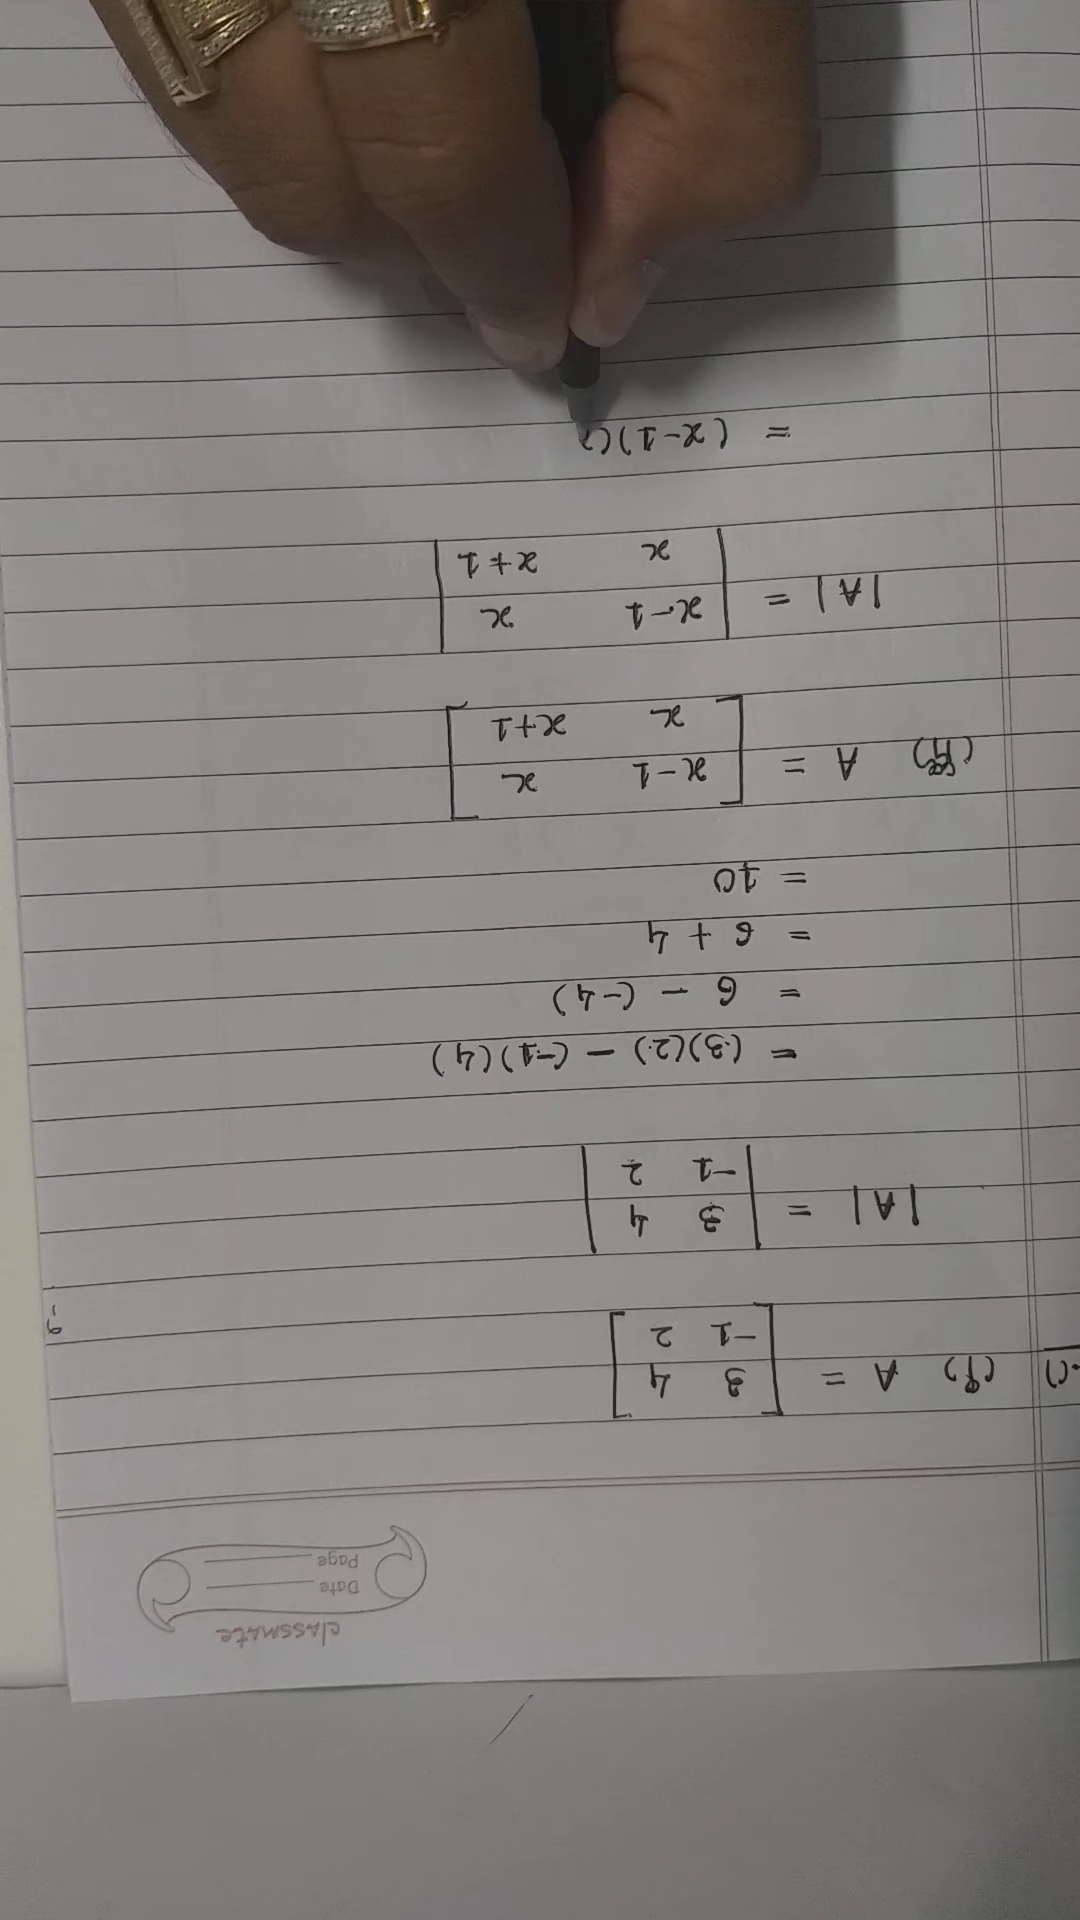 classmate
Date
Page
(i) A = [ 3 4
-1 2 ]
|A| = | 3 4
-1 2 |
= (3)(2) - (-1)(4)
= 6 - (-4)
= 6 + 4
= 10
(ii) A = [ x-1 x
x x+1 ]
|A| = | x-1 x
x x+1 |
= (x-1)(